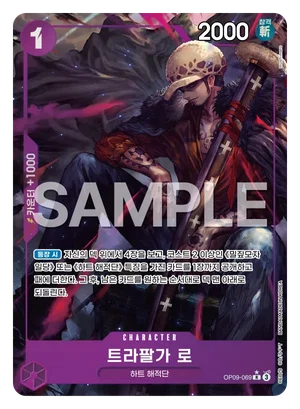 1
2000
참격
斬
카운터 +1000
SAMPLE
등장 시 자신의 덱 위에서 4장을 보고, 코스트 2 이상인 《밀짚모자
일당》 또는 《하트 해적단》 특징을 가진 카드를 1장까지 공개하고
패에 더한다. 그 후, 남은 카드를 원하는 순서대로 덱 맨 아래로
되돌린다.
CHARACTER
트라팔가 로
하트 해적단
OP09-069 R
3